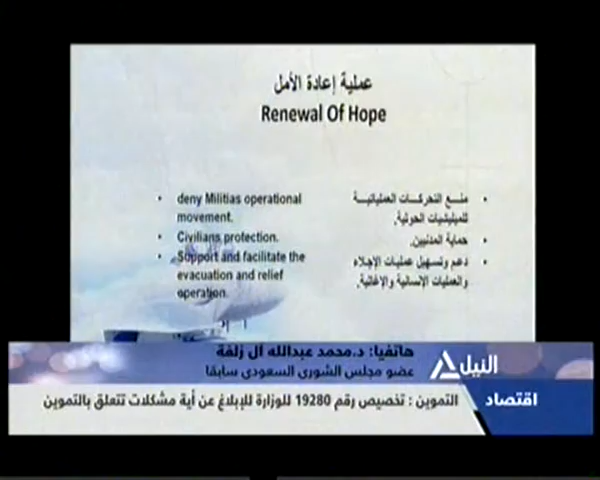 عملية إعادة الأمل
Renewal Of Hope
deny Militias operational
movement.
Civilians protection.
Support and facilitate the
evacuation and relief
operation.
منع التحركات العملياتية
للميليشيات الحوثية.
حماية المدنيين.
دعم وتسهيل عمليات الإجلاء
والعمليات الإنسانية والإغاثية.
هاتفيا: د.محمد عبدالله ال زلفة
عضو مجلس الشورى السعودى سابقا
النيل
اقتصاد
التموين : تخصيص رقم 19280 للوزارة للإبلاغ عن أية مشكلات تتعلق بالتموين